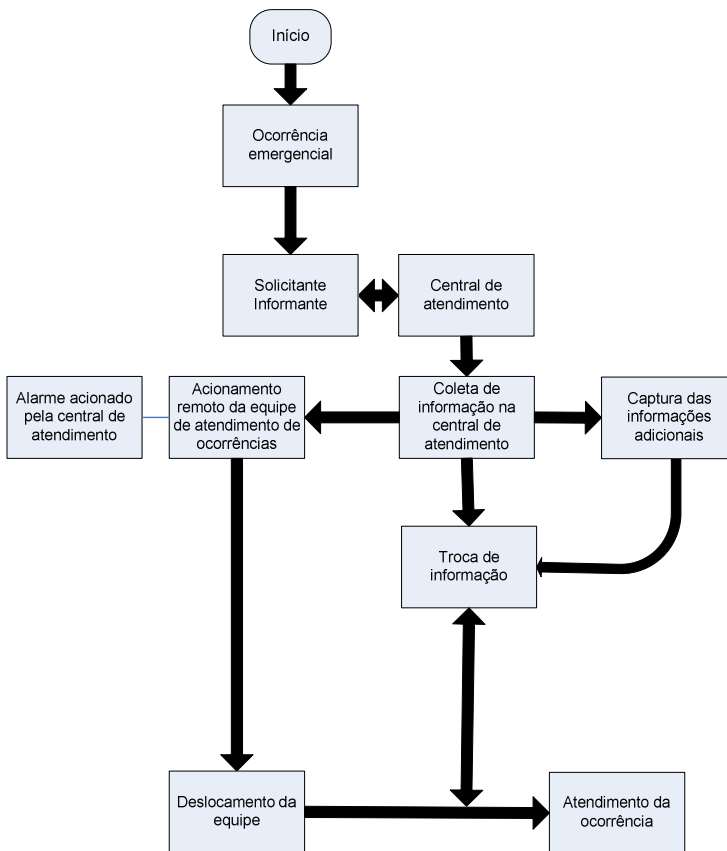 Início
Ocorrência
emergencial
Solicitante
Informante
Central de
atendimento
Alarme acionado
pela central de
atendimento
Acionamento
remoto da equipe
de atendimento de
ocorrências
Coleta de
informação na
central de
atendimento
Captura das
informações
adicionais
Troca de
informação
Deslocamento da
equipe
Atendimento da
ocorrência